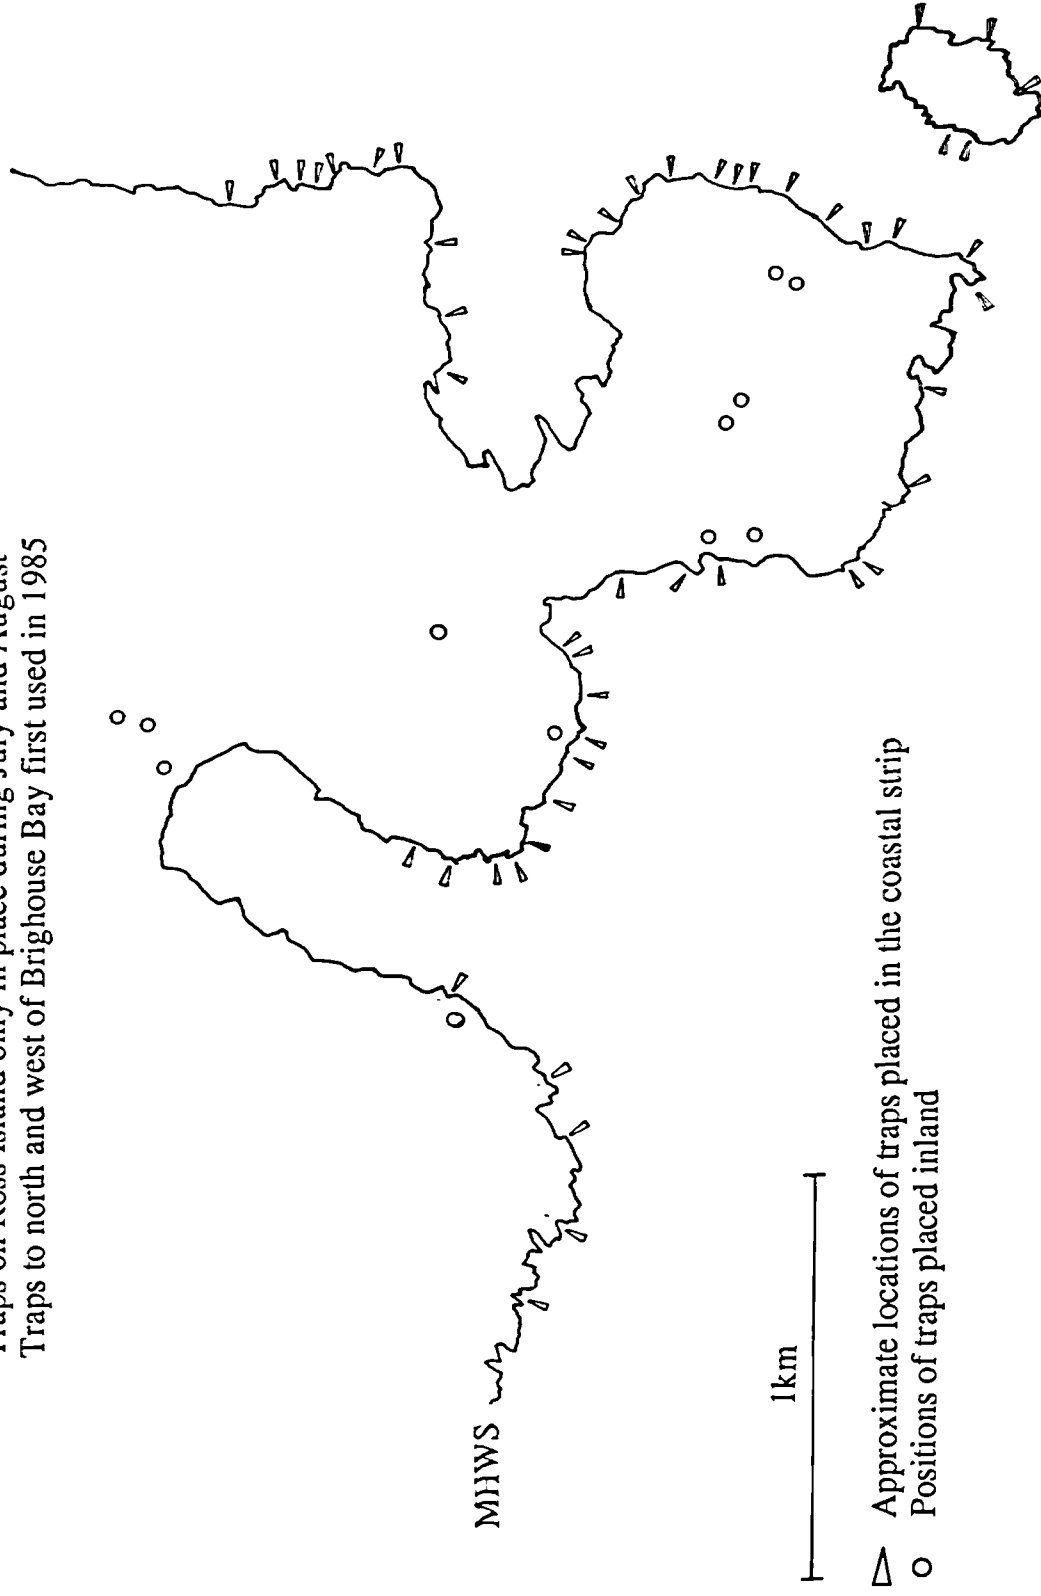 Traps on Ross Island only in place during July and August
Traps to north and west of Brighouse Bay first used in 1985
MHWS
1km
Approximate locations of traps placed in the coastal strip
Positions of traps placed inland